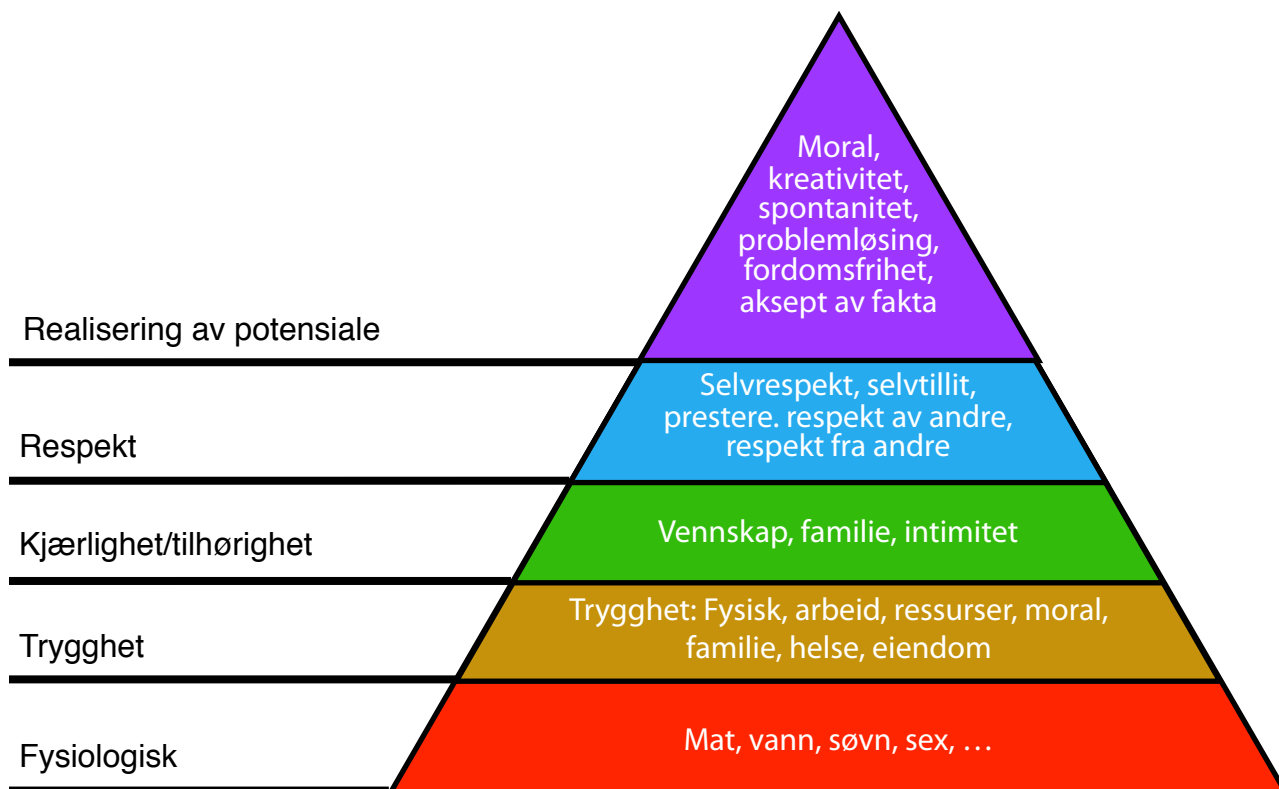 Moral,
kreativitet,
spontanitet,
problemløsing,
fordomsfrihet,
aksept av fakta
Realisering av potensiale
Selvrespekt, selvtillit,
prestere. respekt av andre,
respekt fra andre
Respekt
Vennskap, familie, intimitet
Kjærlighet/tilhørighet
Trygghet: Fysisk, arbeid, ressurser, moral,
familie, helse, eiendom
Trygghet
Mat, vann, søvn, sex, …
Fysiologisk